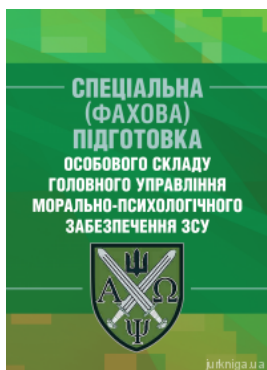 СПЕЦІАЛЬНА
(ФАХОВА)
ПІДГОТОВКА
ОСОБОВОГО СКЛАДУ
ГОЛОВНОГО УПРАВЛІННЯ
МОРАЛЬНО-ПСИХОЛОГІЧНОГО
ЗАБЕЗПЕЧЕННЯ ЗСУ
Α Ω
Ψ
jurkniga.ua